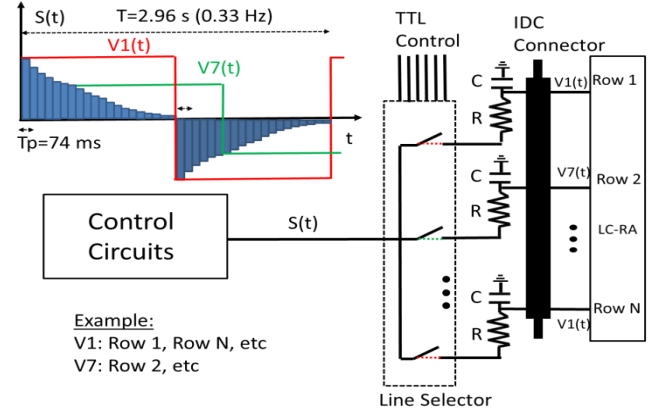 S(t)
T=2.96 s (0.33 Hz)
V1(t)
V7(t)
t
Tp=74 ms
TTL
Control
IDC
Connector
C
R
V1(t)
Row 1
C
R
V7(t)
Row 2
LC-RA
C
R
V1(t)
Row N
Control
Circuits
S(t)
Example:
V1: Row 1, Row N, etc
V7: Row 2, etc
Line Selector